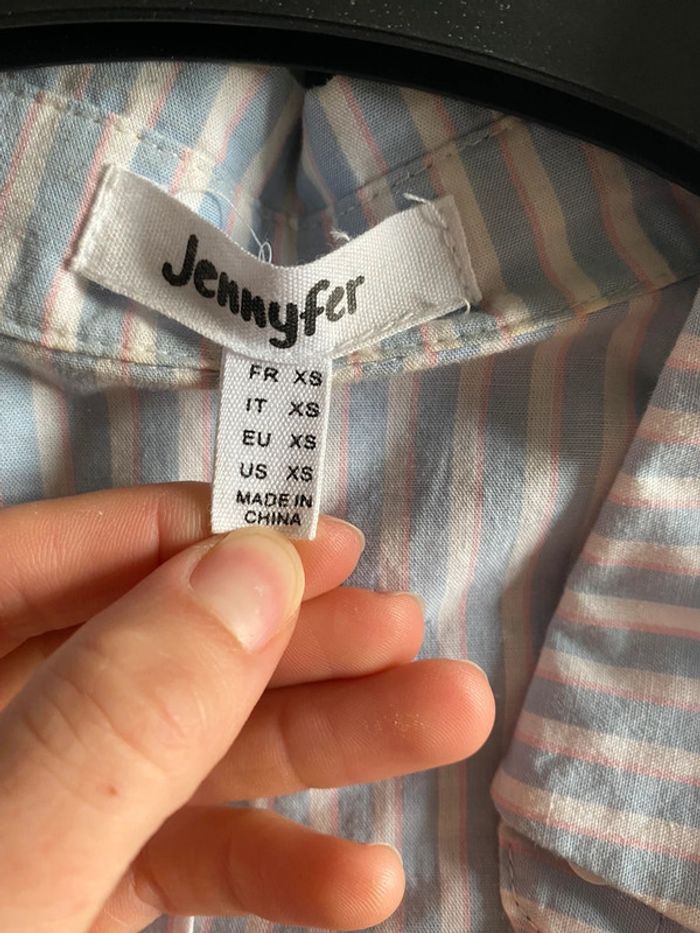 Jennyfer
FR XS
IT XS
EU XS
US XS
MADE IN
CHINA